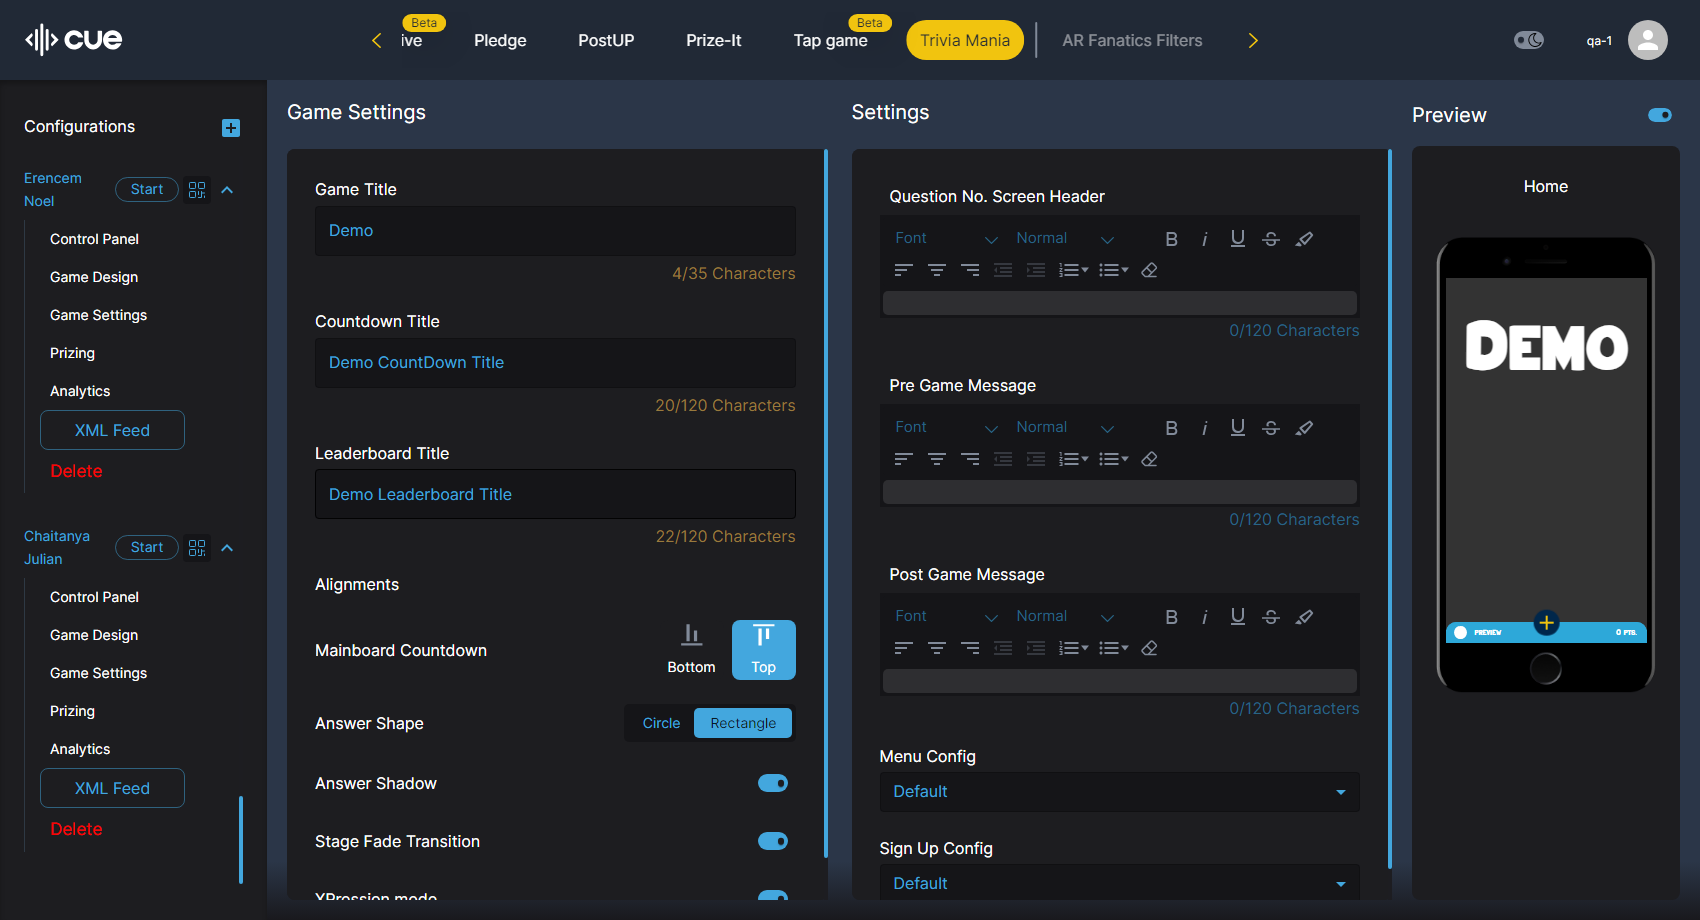 cue
Beta
ive
Pledge
PostUP
Prize-It
Beta
Tap game
Trivia Mania
AR Fanatics Filters
qa-1
Configurations
Erencem
Noel
Start
Control Panel
Game Design
Game Settings
Prizing
Analytics
XML Feed
Delete
Chaitanya
Julian
Start
Control Panel
Game Design
Game Settings
Prizing
Analytics
XML Feed
Delete
Game Settings
Game Title
Demo
4/35 Characters
Countdown Title
Demo CountDown Title
20/120 Characters
Leaderboard Title
Demo Leaderboard Title
22/120 Characters
Alignments
Mainboard Countdown
Bottom
Top
Answer Shape
Circle
Rectangle
Answer Shadow
Stage Fade Transition
XPression mode
Settings
Question No. Screen Header
Font
Normal
B i U S
0/120 Characters
Pre Game Message
Font
Normal
B i U S
0/120 Characters
Post Game Message
Font
Normal
B i U S
0/120 Characters
Menu Config
Default
Sign Up Config
Default
Preview
Home
DEMO
PREVIEW
0 PTS.